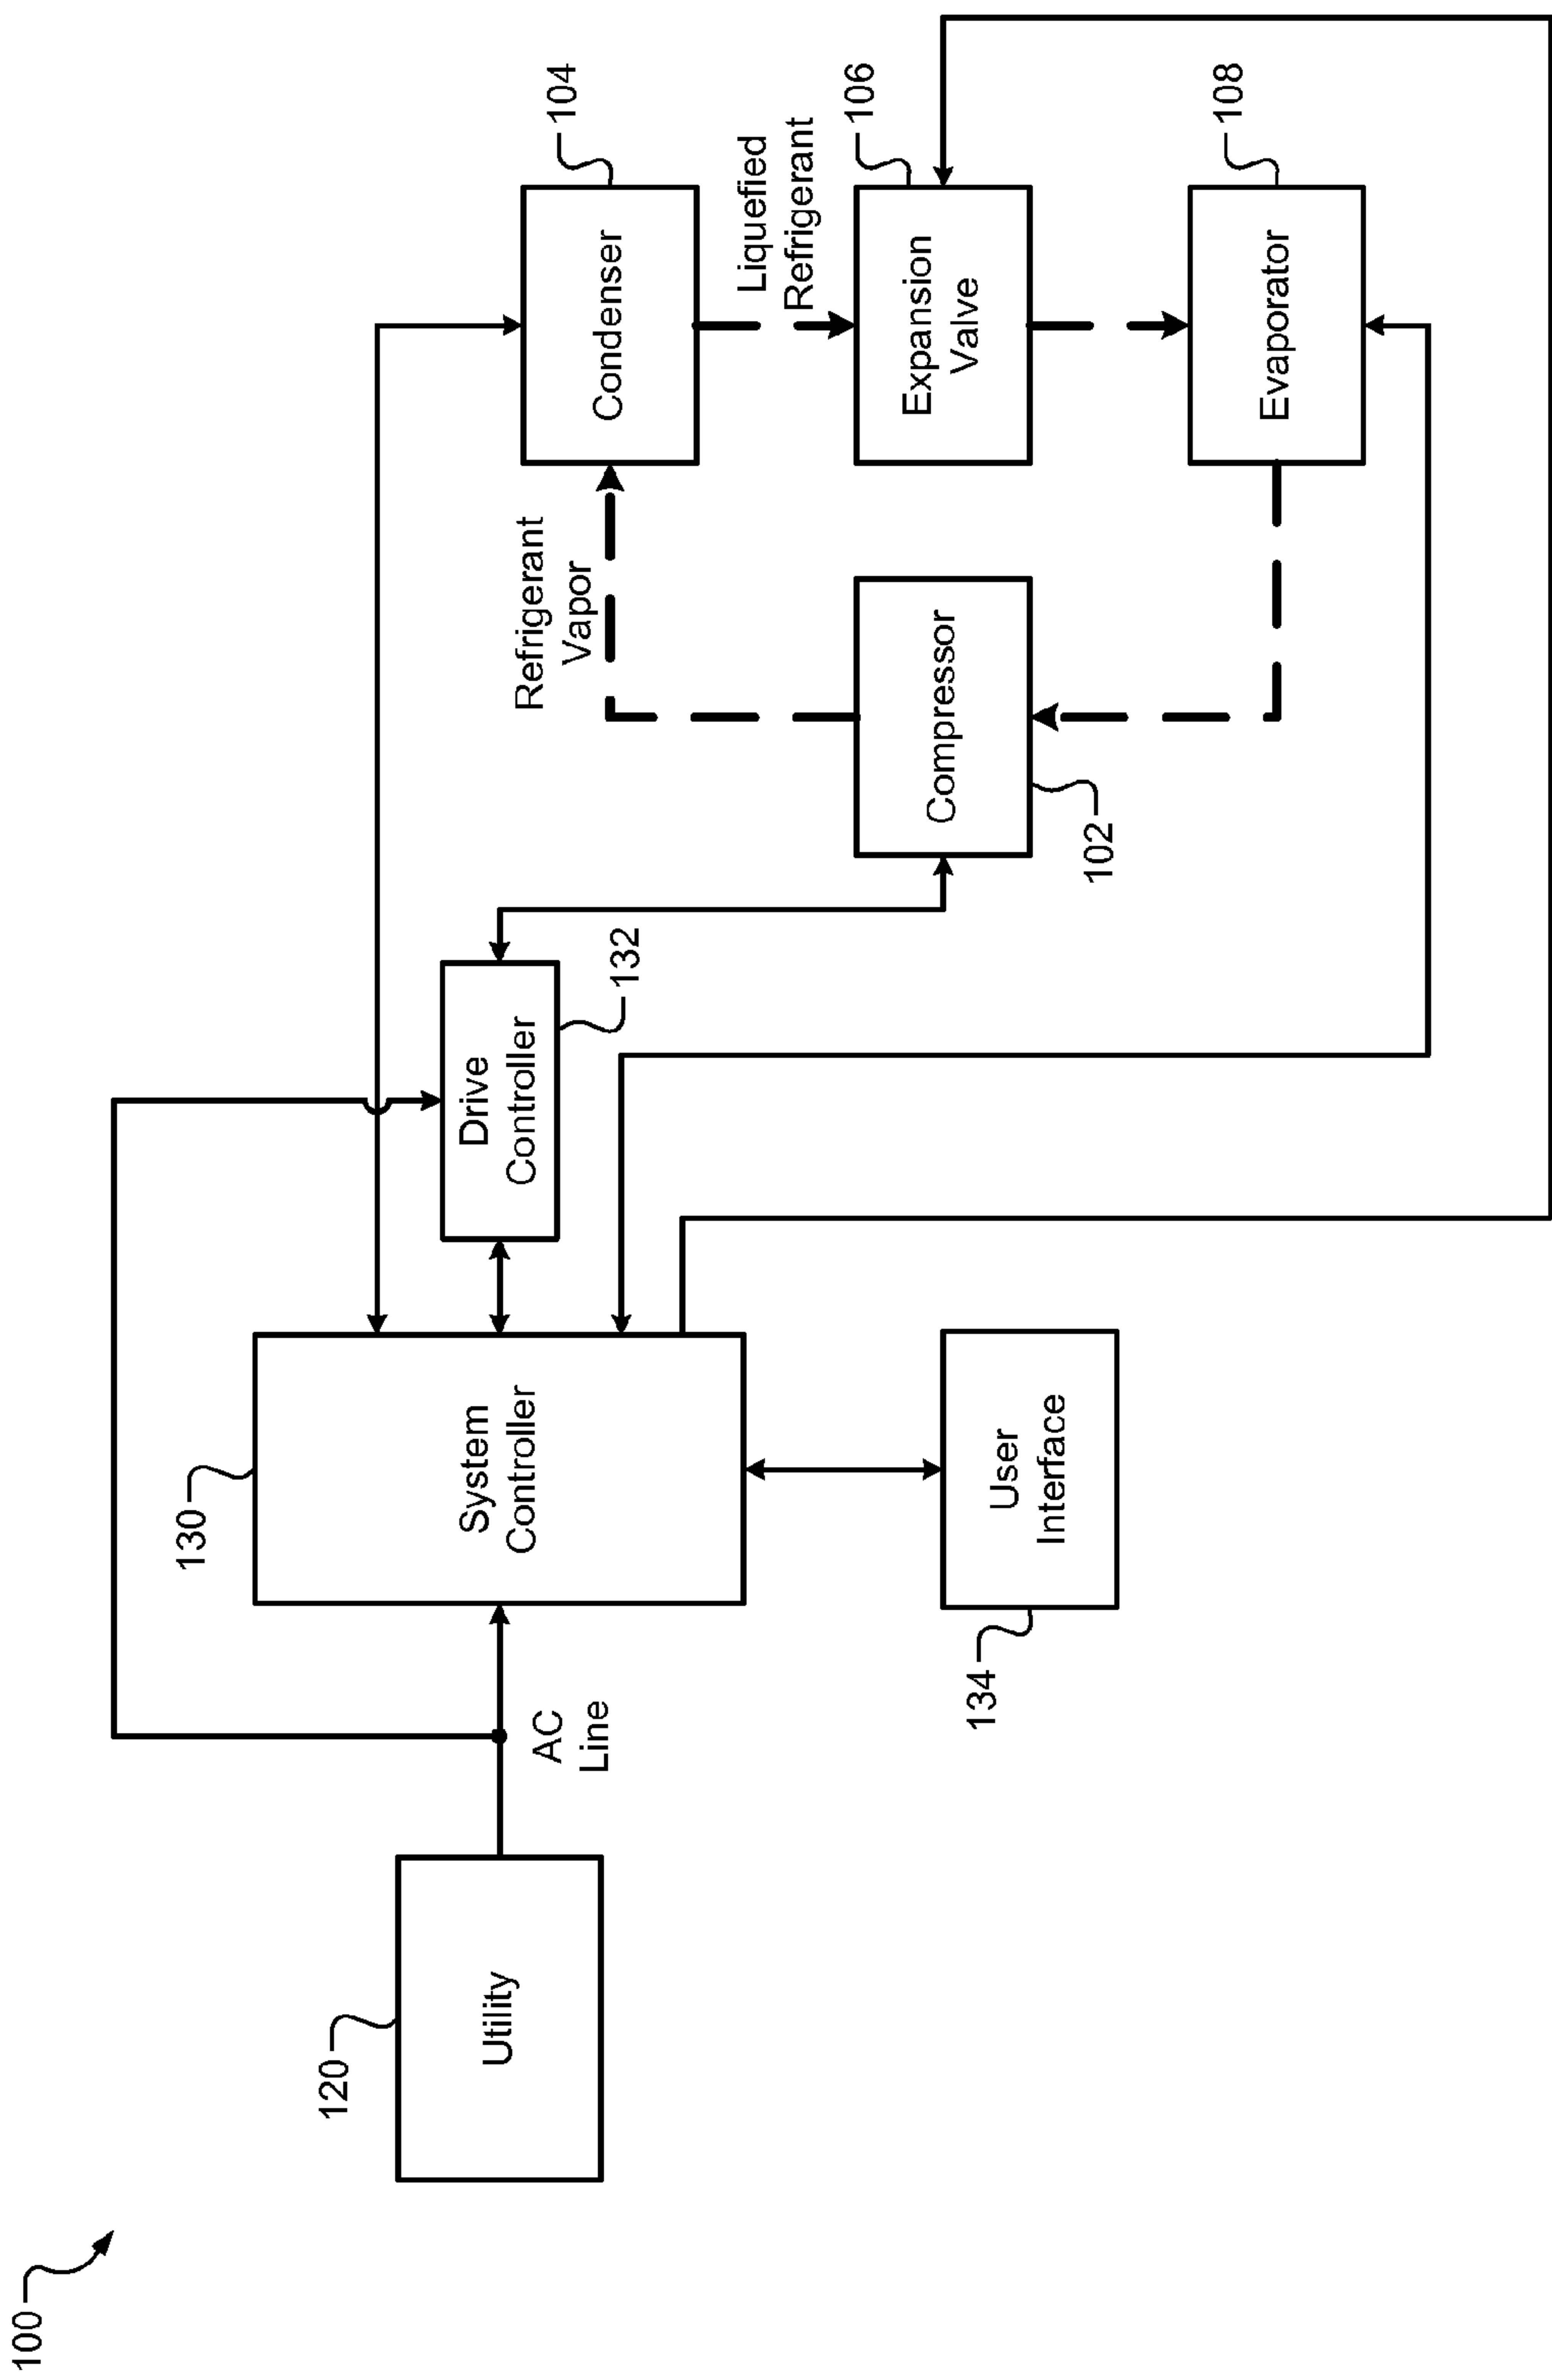 100
120
Utility
AC
Line
130
System
Controller
134
User
Interface
Drive
Controller
132
Compressor
102
Refrigerant
Vapor
Condenser
104
Liquefied
Refrigerant
Expansion
Valve
106
Evaporator
108